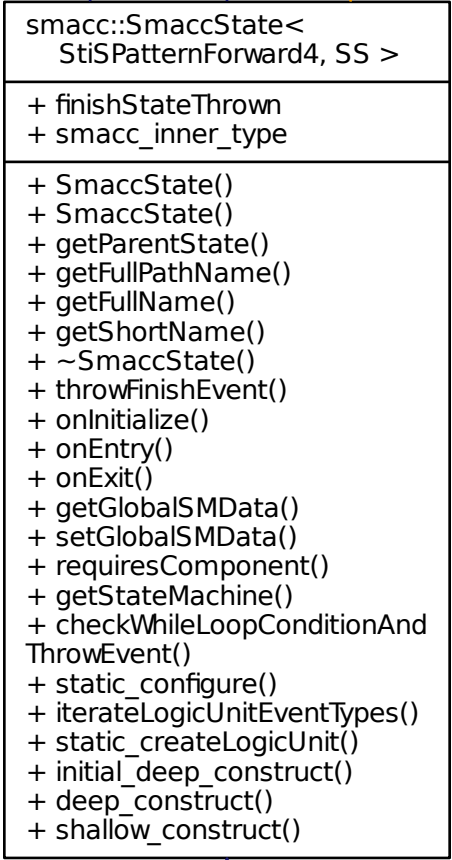 smacc::SmaccState<
StiSPatternForward4, SS >
+ finishStateThrown
+ smacc_inner_type
+ SmaccState()
+ SmaccState()
+ getParentState()
+ getFullPathName()
+ getFullName()
+ getShortName()
+ ~SmaccState()
+ throwFinishEvent()
+ onInitialize()
+ onEntry()
+ onExit()
+ getGlobalSMData()
+ setGlobalSMData()
+ requiresComponent()
+ getStateMachine()
+ checkWhileLoopConditionAnd
ThrowEvent()
+ static_configure()
+ iterateLogicUnitEventTypes()
+ static_createLogicUnit()
+ initial_deep_construct()
+ deep_construct()
+ shallow_construct()